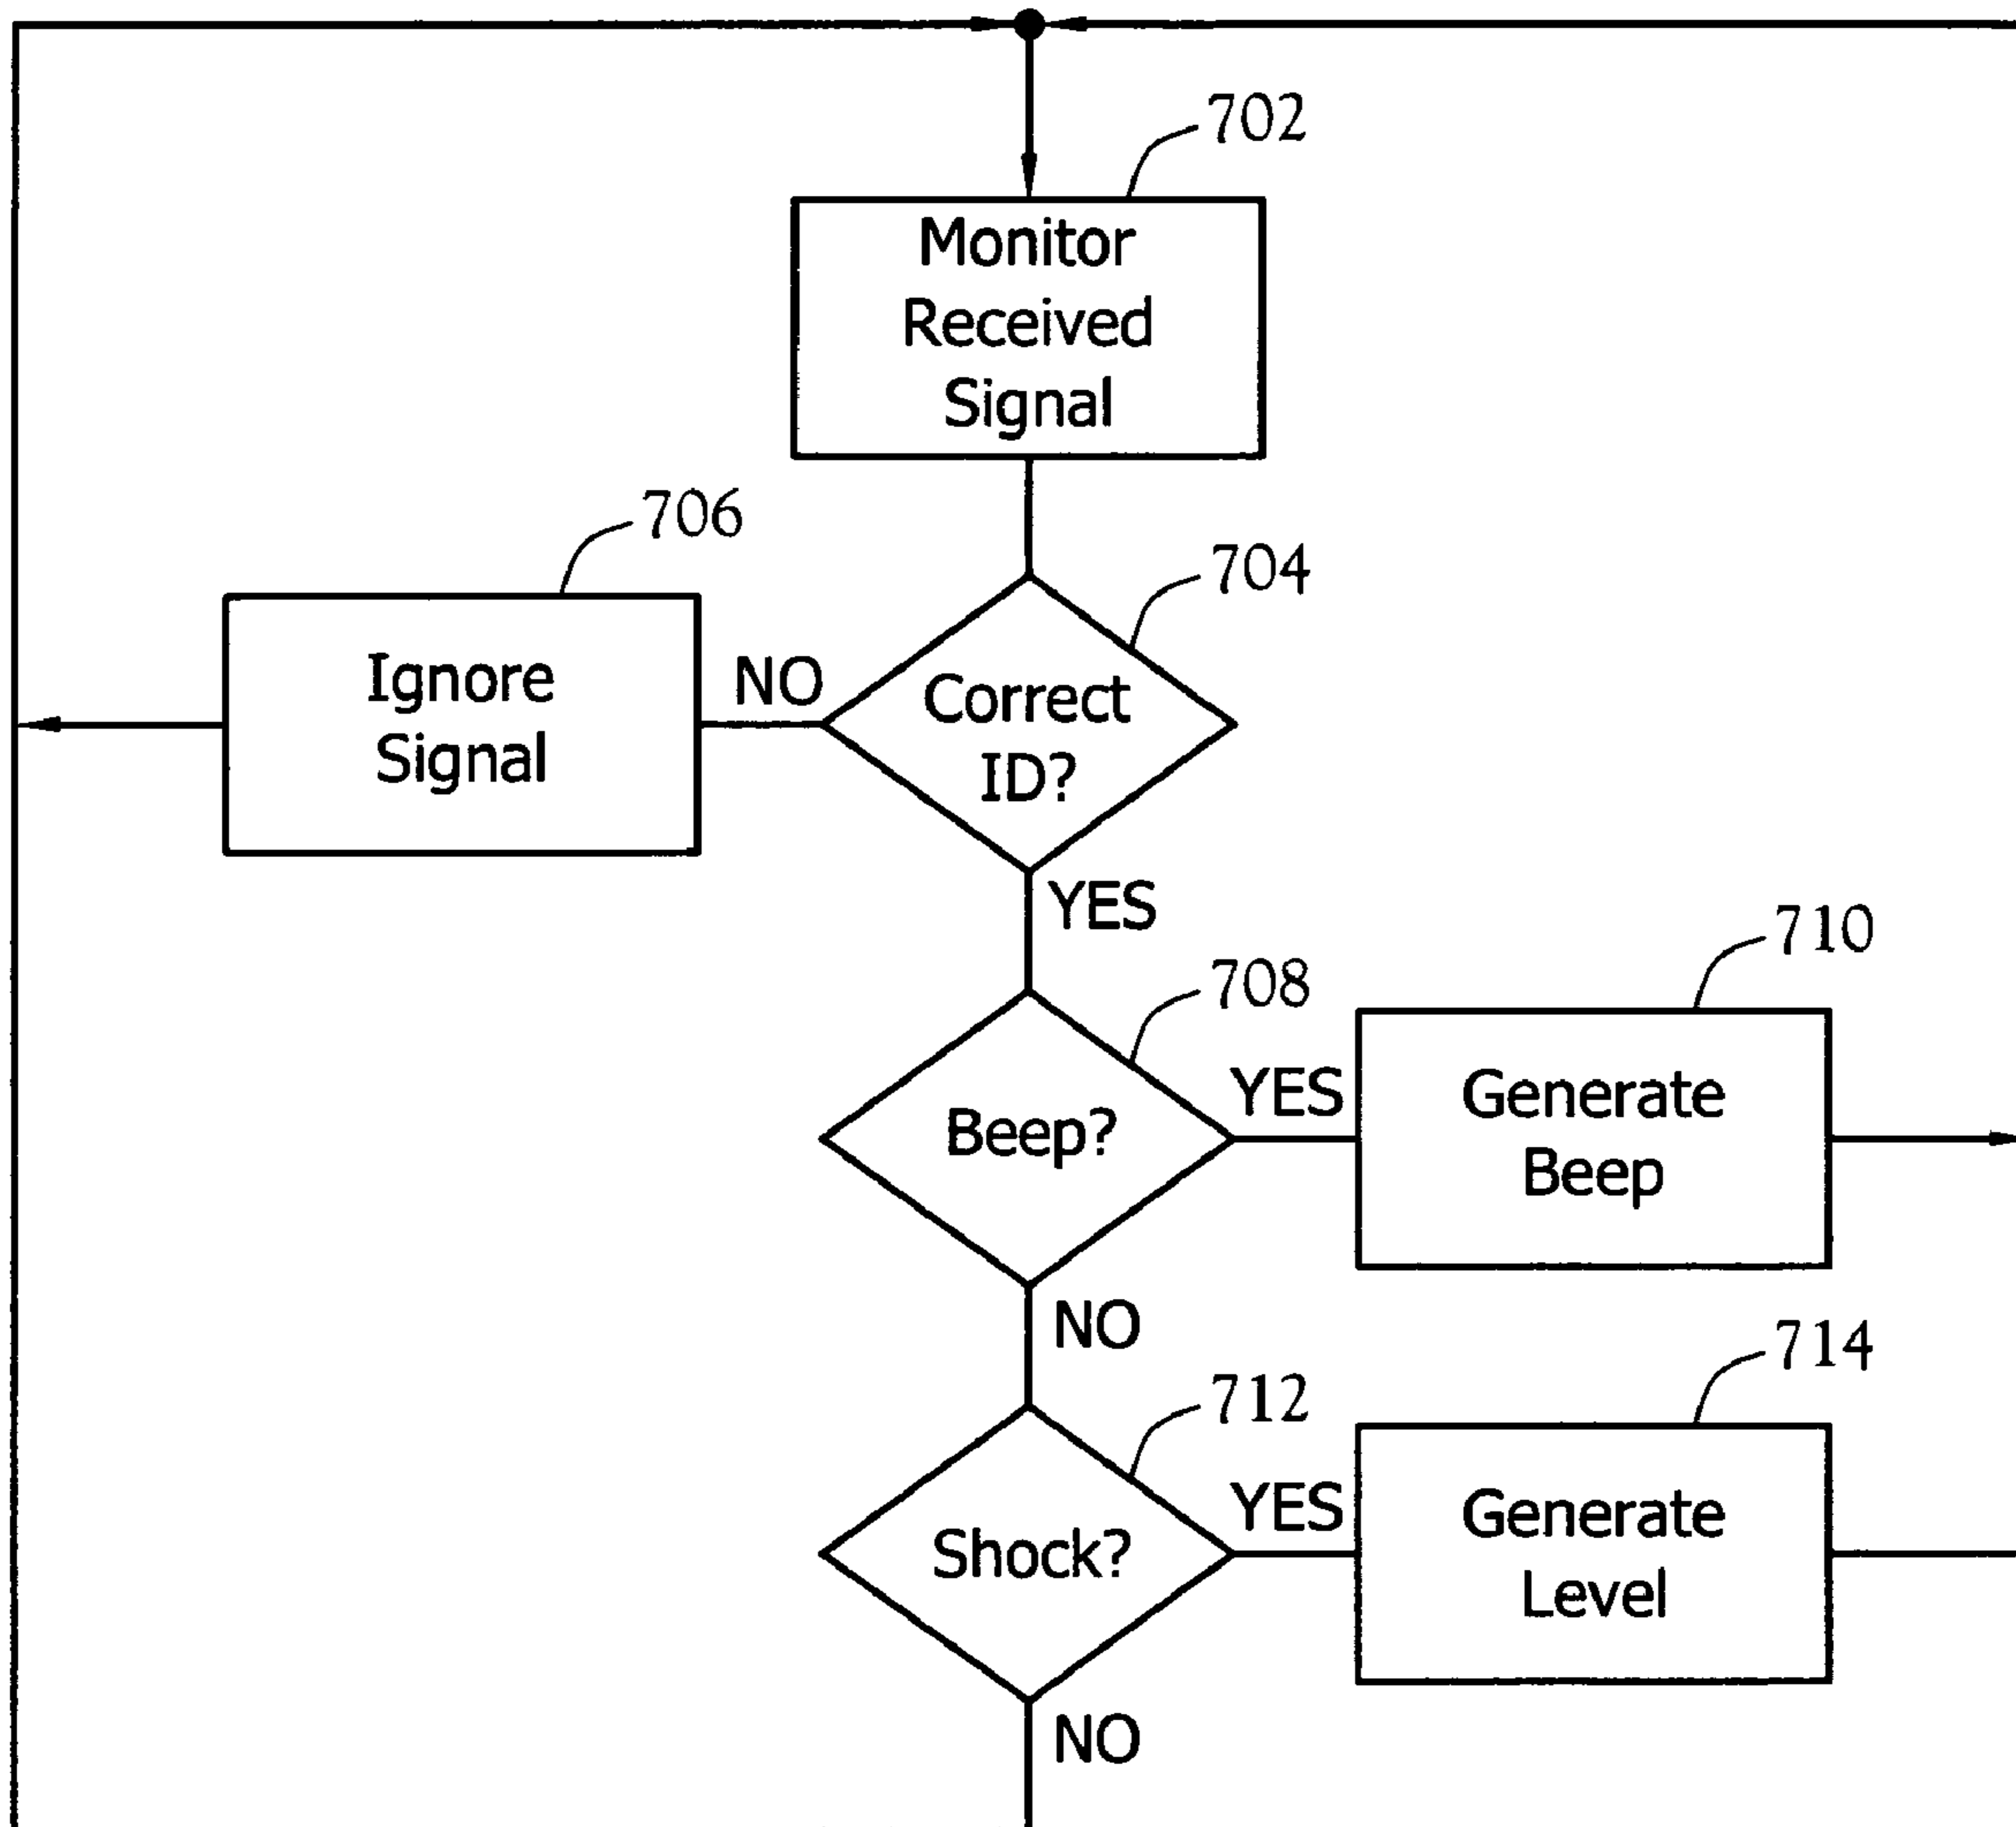 702
Monitor
Received
Signal
706
704
Ignore
Signal
NO
Correct
ID?
YES
710
708
Beep?
YES
Generate
Beep
NO
714
712
Shock?
YES
Generate
Level
NO